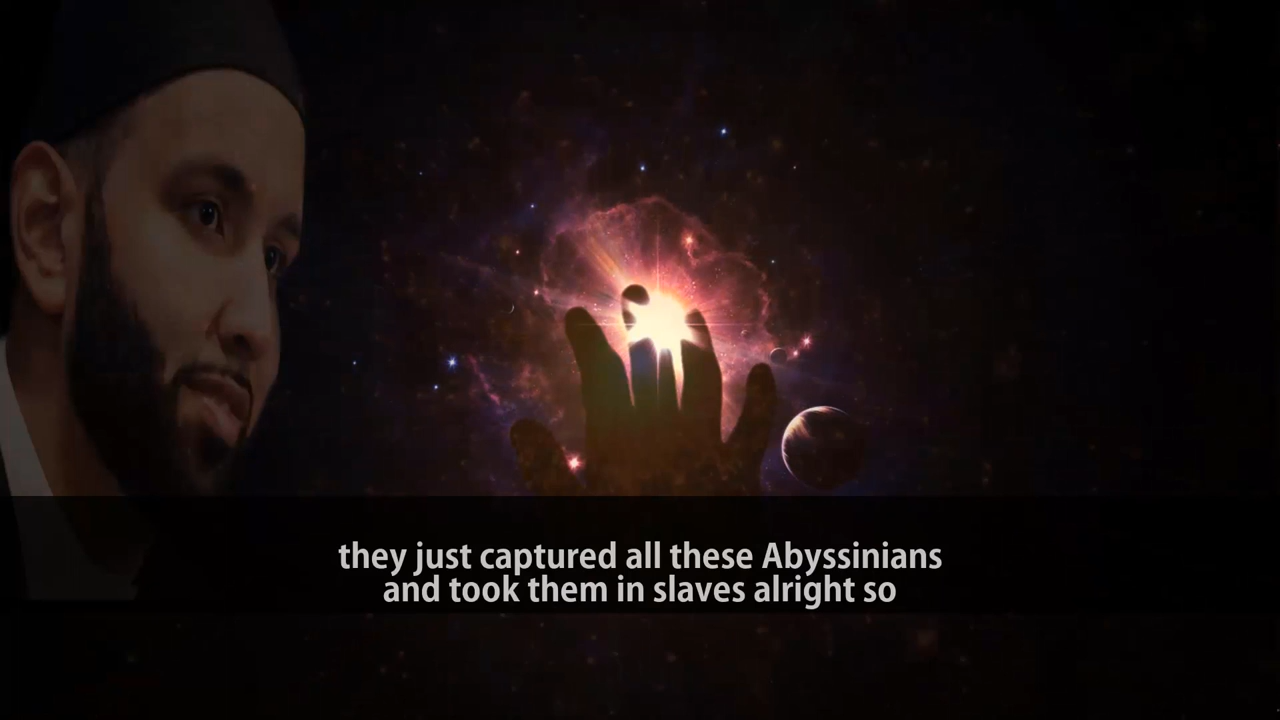 they just captured all these Abyssinians
and took them in slaves alright so